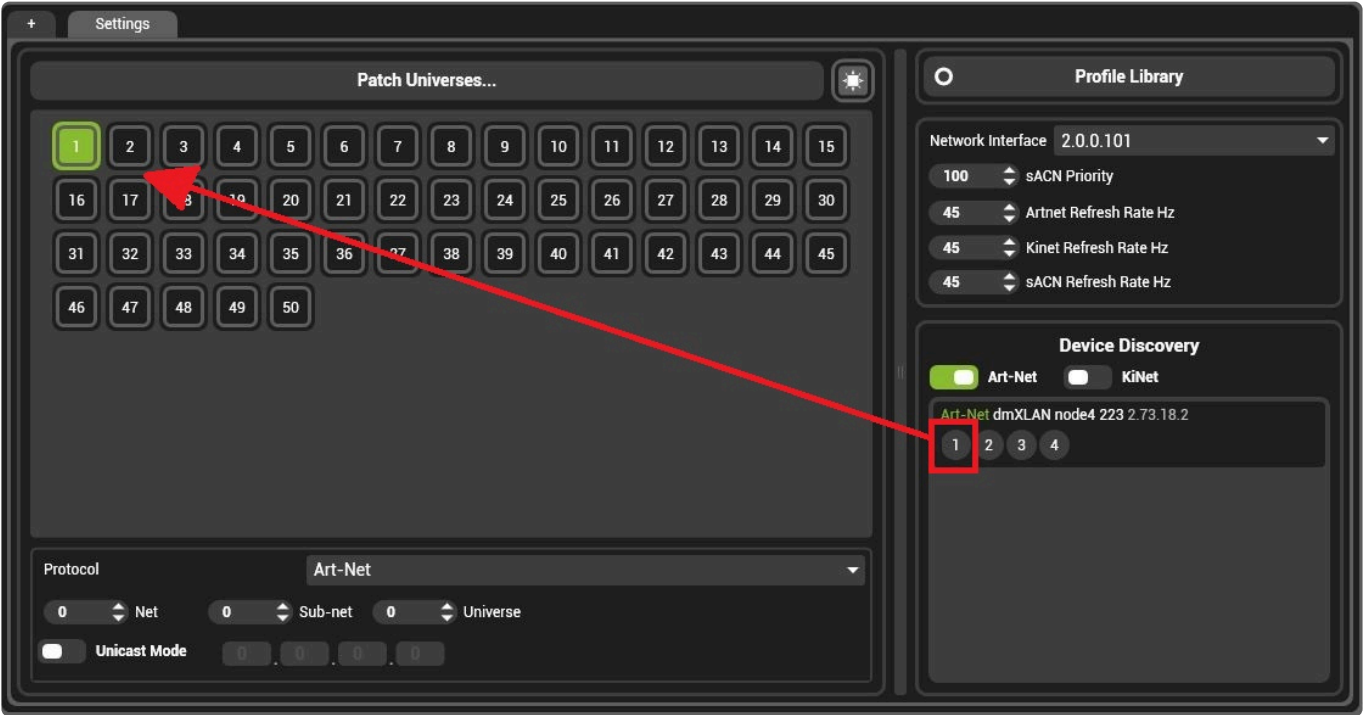 + Settings
Patch Universes...
1 2 3 4 5 6 7 8 9 10 11 12 13 14 15
16 17 18 19 20 21 22 23 24 25 26 27 28 29 30
31 32 33 34 35 36 37 38 39 40 41 42 43 44 45
46 47 48 49 50
Protocol Art-Net
0 Net 0 Sub-net 0 Universe
Unicast Mode 0 . 0 . 0 . 0
Profile Library
Network Interface 2.0.0.101
100 sACN Priority
45 Artnet Refresh Rate Hz
45 Kinet Refresh Rate Hz
45 sACN Refresh Rate Hz
Device Discovery
Art-Net KiNet
Art-Net dmXLAN node4 223 2.73.18.2
1 2 3 4